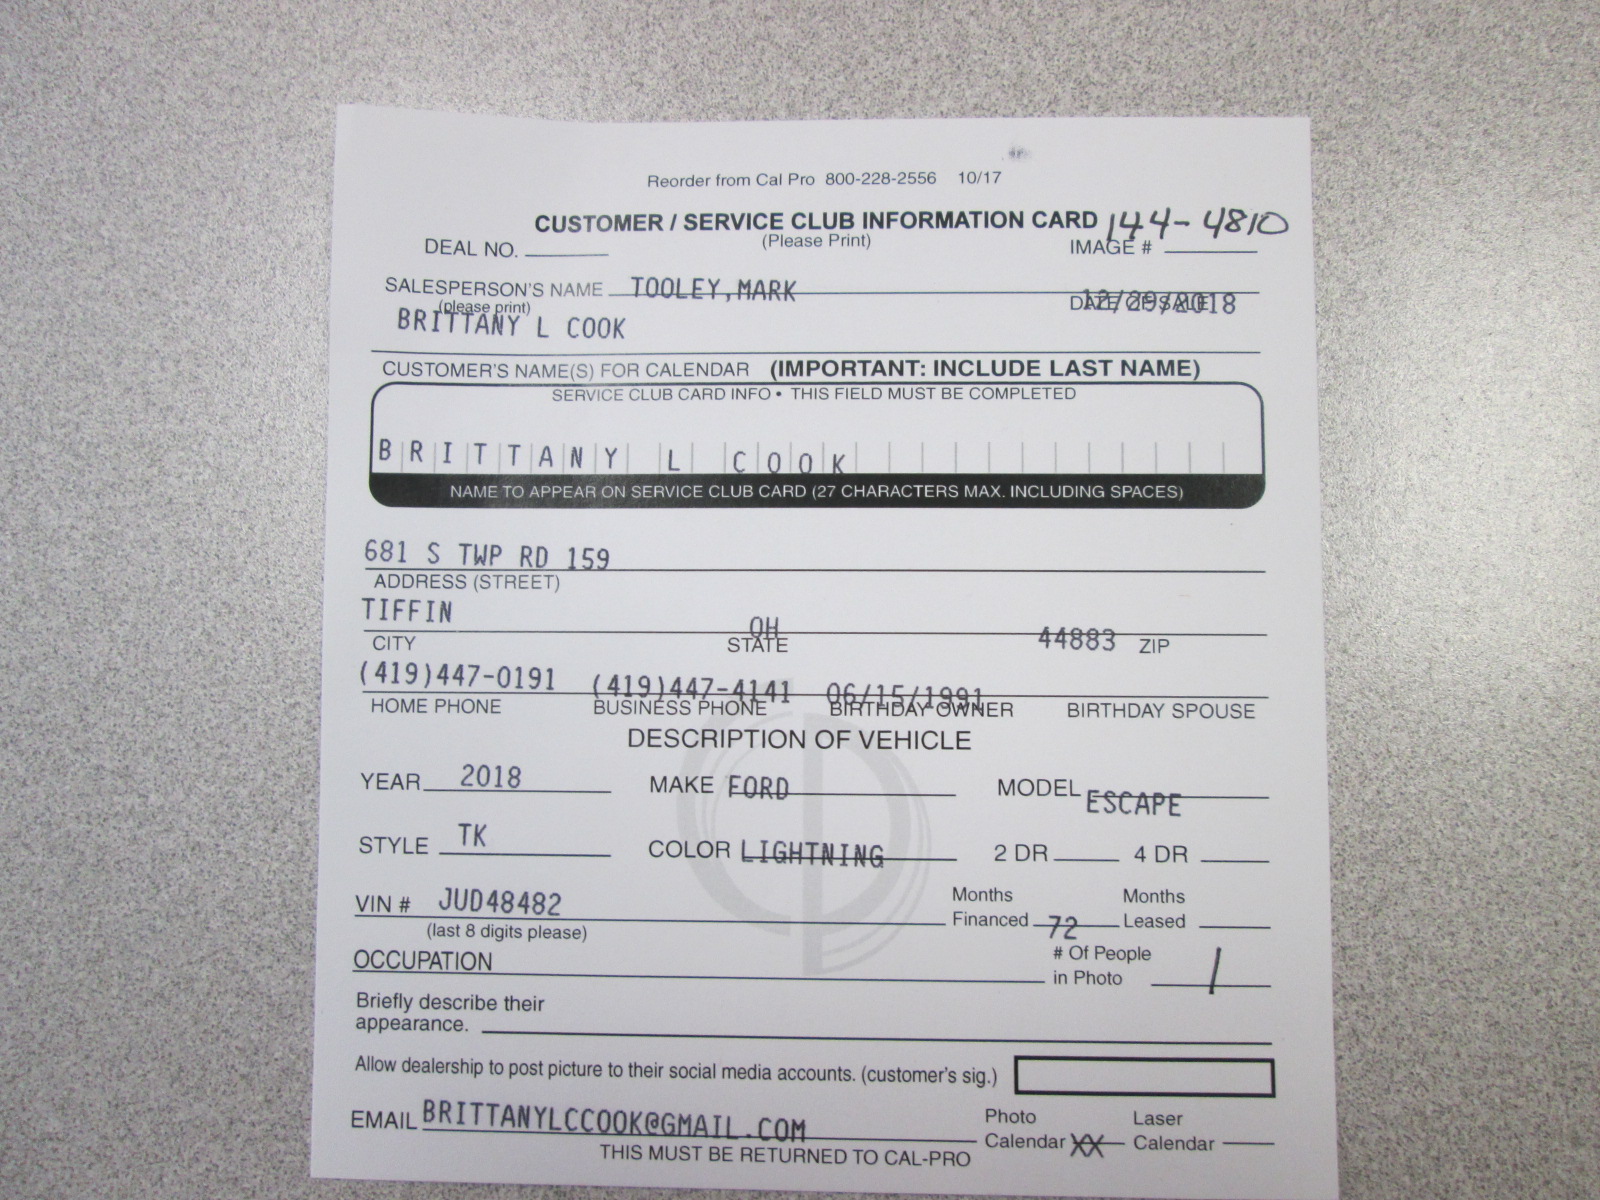 Reorder from Cal Pro 800-228-2556 10/17
CUSTOMER / SERVICE CLUB INFORMATION CARD 144-4810
DEAL NO. (Please Print) IMAGE #
SALESPERSON'S NAME TOOLEY,MARK
(please print) DATE OF SALE 12/29/2018
BRITTANY L COOK
CUSTOMER'S NAME(S) FOR CALENDAR (IMPORTANT: INCLUDE LAST NAME)
SERVICE CLUB CARD INFO • THIS FIELD MUST BE COMPLETED
BRITTANY L COOK
NAME TO APPEAR ON SERVICE CLUB CARD (27 CHARACTERS MAX. INCLUDING SPACES)
681 S TWP RD 159
ADDRESS (STREET)
TIFFIN OH 44883
CITY STATE ZIP
(419)447-0191 (419)447-4141 06/15/1991
HOME PHONE BUSINESS PHONE BIRTHDAY OWNER BIRTHDAY SPOUSE
DESCRIPTION OF VEHICLE
YEAR 2018 MAKE FORD MODEL ESCAPE
STYLE TK COLOR LIGHTNING 2 DR 4 DR
VIN # JUD48482 Months Financed 72 Months Leased
(last 8 digits please)
OCCUPATION # Of People in Photo 1
Briefly describe their
appearance.
Allow dealership to post picture to their social media accounts. (customer's sig.)
EMAIL BRITTANYLCCOOK@GMAIL.COM Photo Calendar XX Laser Calendar
THIS MUST BE RETURNED TO CAL-PRO